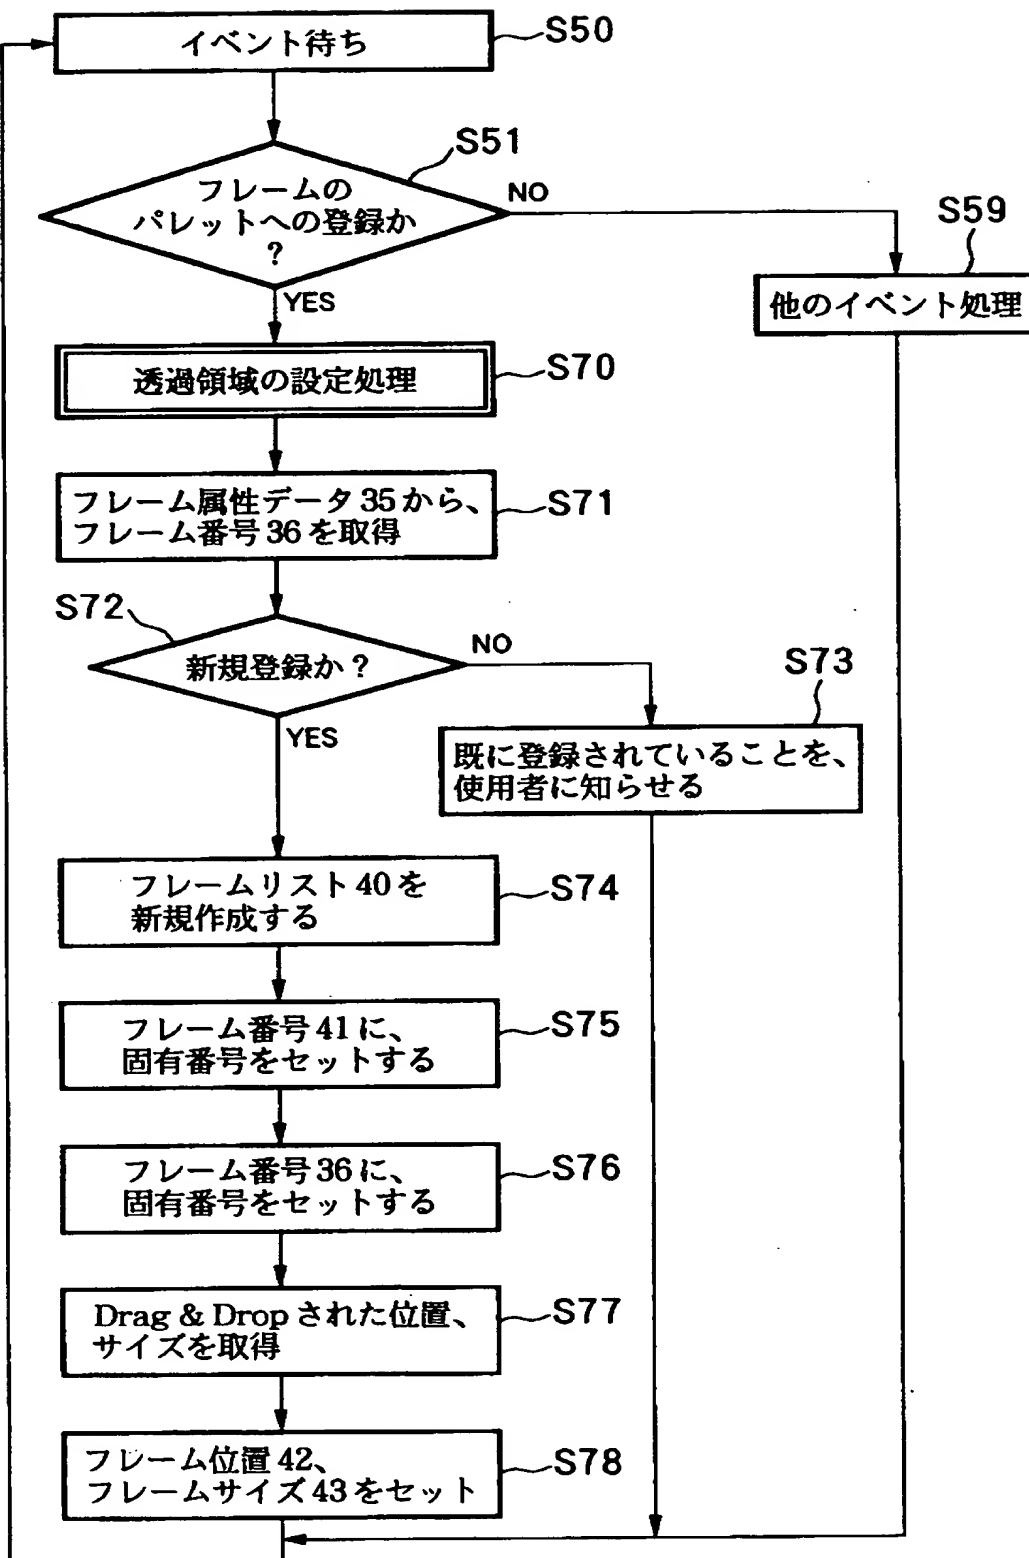 イベント待ち
S50
S51
フレームの
パレットへの登録か
?
NO
S59
他のイベント処理
YES
透過領域の設定処理
S70
フレーム属性データ35から、
フレーム番号36を取得
S71
S72
新規登録か?
NO
S73
既に登録されていることを、
使用者に知らせる
YES
フレームリスト40を
新規作成する
S74
フレーム番号41に、
固有番号をセットする
S75
フレーム番号36に、
固有番号をセットする
S76
Drag & Dropされた位置、
サイズを取得
S77
フレーム位置42、
フレームサイズ43をセット
S78